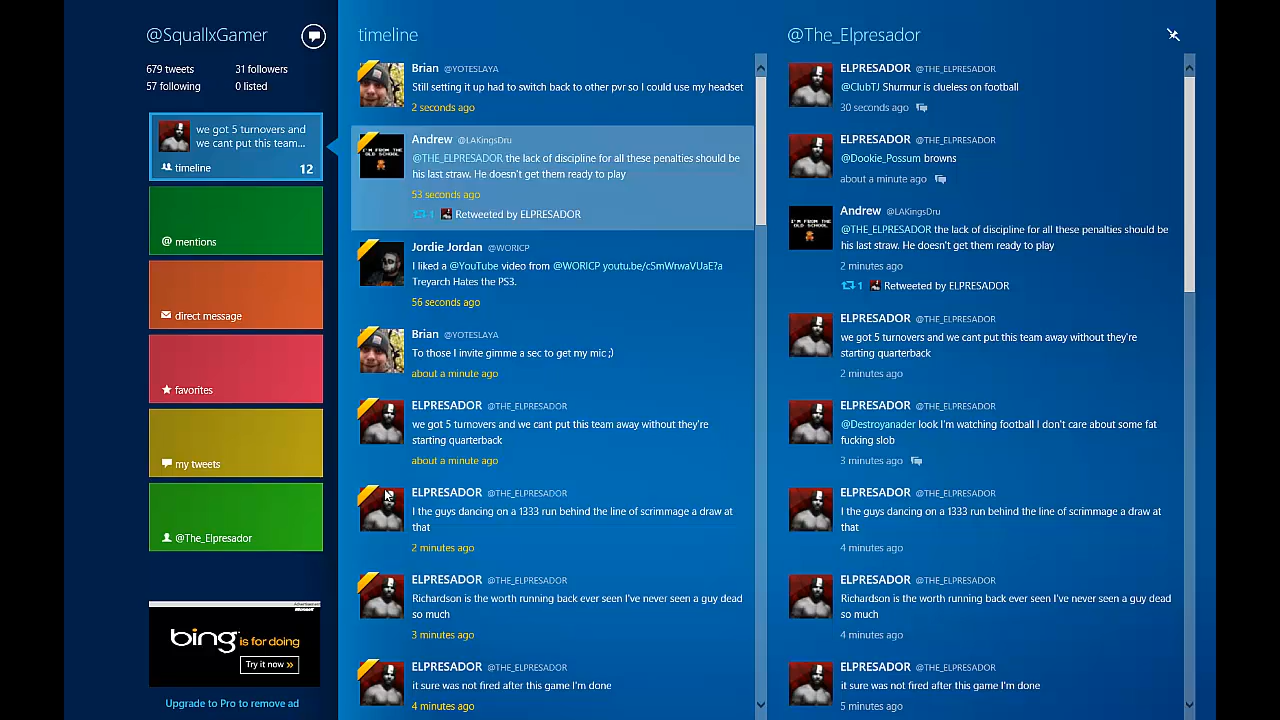 @SquallxGamer
679 tweets
31 followers
57 following
0 listed
we got 5 turnovers and
we cant put this team...
timeline
12
@ mentions
direct message
favorites
my tweets
@The_Elpresador
Advertisement
Microsoft
bing is for doing
Try it now »
Upgrade to Pro to remove ad
timeline
Brian @YOTESLAYA
Still setting it up had to switch back to other pvr so I could use my headset
2 seconds ago
Andrew @LAKingsDru
I'M FROM THE
OLD SCHOOL
@THE_ELPRESADOR the lack of discipline for all these penalties should be
his last straw. He doesn't get them ready to play
53 seconds ago
1 Retweeted by ELPRESADOR
Jordie Jordan @WORICP
I liked a @YouTube video from @WORICP youtu.be/cSmWrwaVUaE?a
Treyarch Hates the PS3.
56 seconds ago
Brian @YOTESLAYA
To those I invite gimme a sec to get my mic ;)
about a minute ago
ELPRESADOR @THE_ELPRESADOR
we got 5 turnovers and we cant put this team away without they're
starting quarterback
about a minute ago
ELPRESADOR @THE_ELPRESADOR
I the guys dancing on a 1333 run behind the line of scrimmage a draw at
that
2 minutes ago
ELPRESADOR @THE_ELPRESADOR
Richardson is the worth running back ever seen I've never seen a guy dead
so much
3 minutes ago
ELPRESADOR @THE_ELPRESADOR
it sure was not fired after this game I'm done
4 minutes ago
@The_Elpresador
ELPRESADOR @THE_ELPRESADOR
@ClubTJ Shurmur is clueless on football
30 seconds ago
ELPRESADOR @THE_ELPRESADOR
@Dookie_Possum browns
about a minute ago
Andrew @LAKingsDru
I'M FROM THE
OLD SCHOOL
@THE_ELPRESADOR the lack of discipline for all these penalties should be
his last straw. He doesn't get them ready to play
2 minutes ago
1 Retweeted by ELPRESADOR
ELPRESADOR @THE_ELPRESADOR
we got 5 turnovers and we cant put this team away without they're
starting quarterback
2 minutes ago
ELPRESADOR @THE_ELPRESADOR
@Destroyanader look I'm watching football I don't care about some fat
fucking slob
3 minutes ago
ELPRESADOR @THE_ELPRESADOR
I the guys dancing on a 1333 run behind the line of scrimmage a draw at
that
4 minutes ago
ELPRESADOR @THE_ELPRESADOR
Richardson is the worth running back ever seen I've never seen a guy dead
so much
4 minutes ago
ELPRESADOR @THE_ELPRESADOR
it sure was not fired after this game I'm done
5 minutes ago